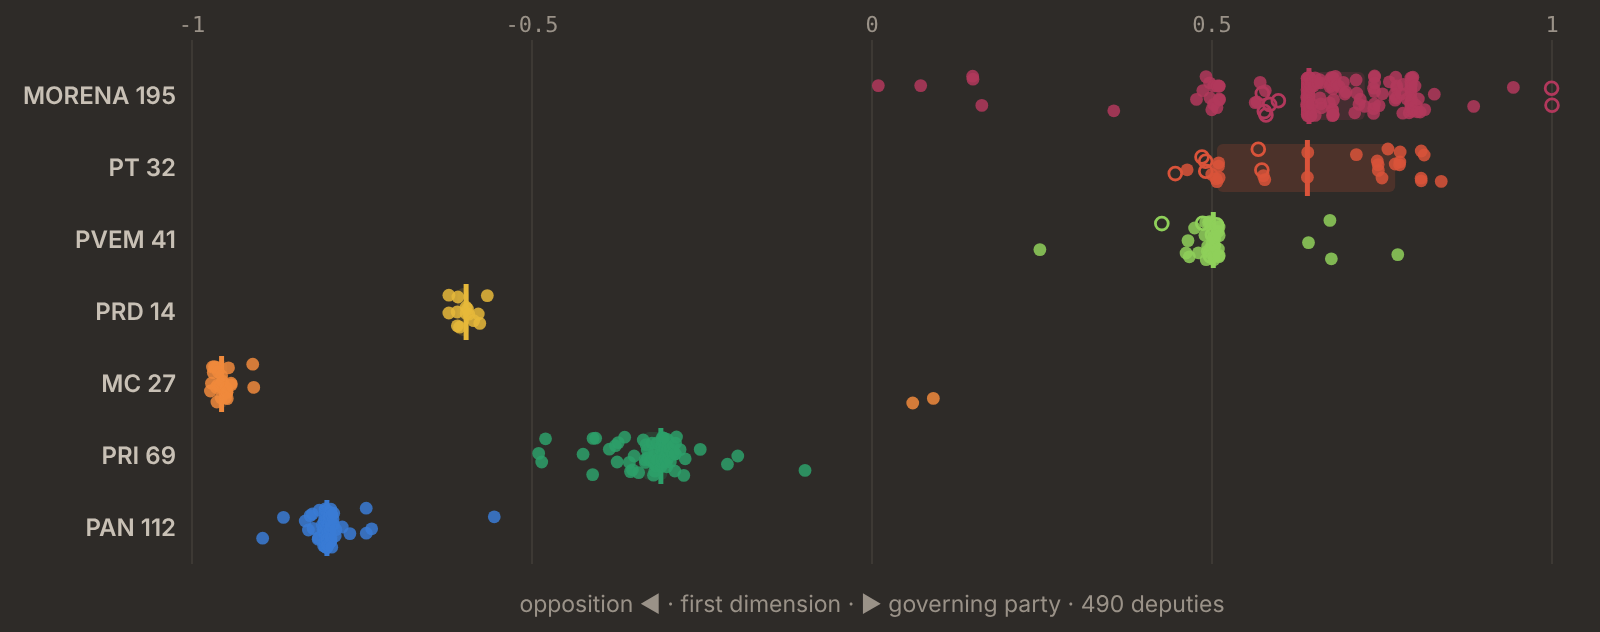 -1 -0.5 0 0.5 1
MORENA 195
PT 32
PVEM 41
PRD 14
MC 27
PRI 69
PAN 112
opposition ◀ · first dimension · ▶ governing party · 490 deputies